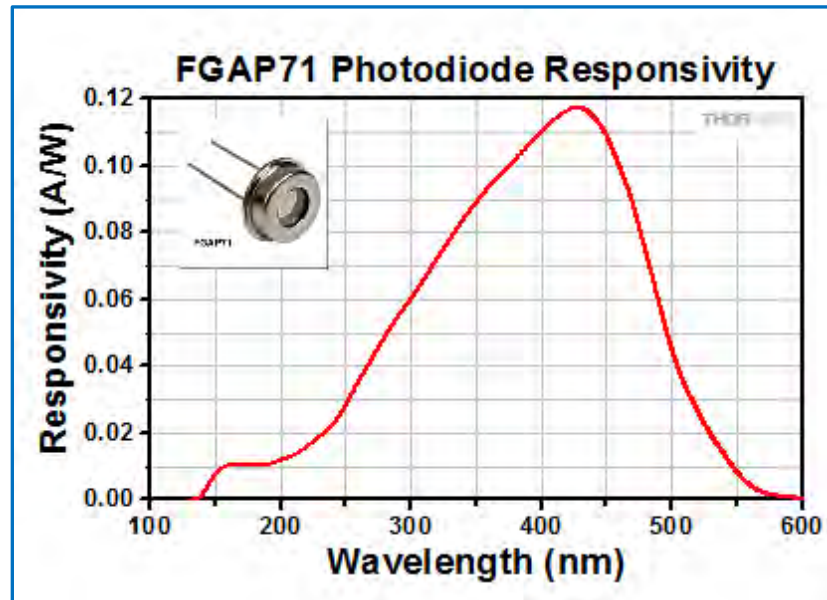 FGAP71 Photodiode Responsivity
0.12
THOR
0.10
0.08
FGAP71
0.06
0.04
0.02
0.00
Responsivity (A/W)
100 200 300 400 500 600
Wavelength (nm)